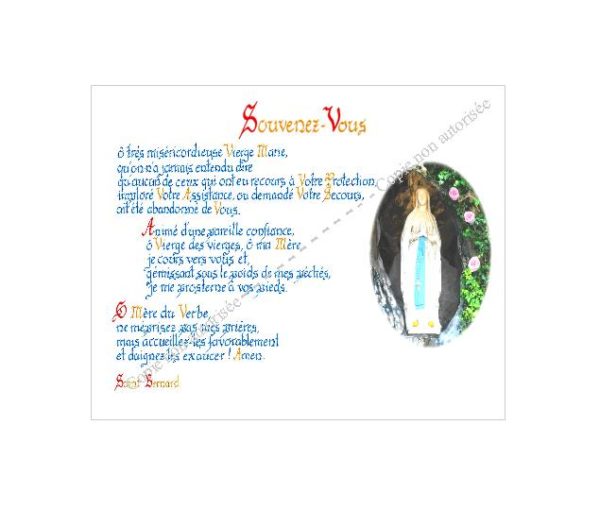 Souvenez-Vous
ô très miséricordieuse Vierge Marie,
qu'on n'a jamais entendu dire
qu'aucun de ceux qui ont eu recours à Votre Protection,
imploré Votre Assistance, ou demandé Votre Secours,
ait été abandonné de Vous.
Animé d'une pareille confiance,
ô Vierge des vierges, ô ma Mère,
je cours vers vous et,
gémissant sous le poids de mes péchés,
je me prosterne à vos pieds.
O Mère du Verbe,
ne méprisez pas mes prières,
mais accueillez-les favorablement
et daignez les exaucer ! Amen.
Saint Bernard
Copie non autorisée
Copie non autorisée